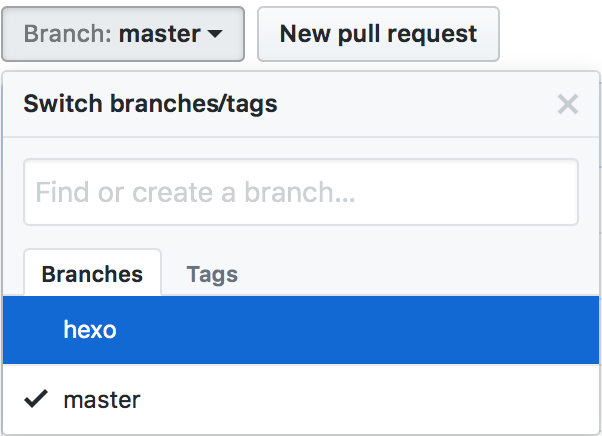 Branch: master New pull request
Switch branches/tags
Find or create a branch...
Branches Tags
hexo
master